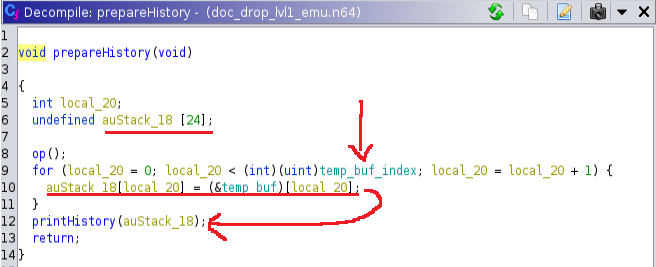 Decompile: prepareHistory - (doc_drop_lvl1_emu.n64)
1
2 void prepareHistory(void)
3
4 {
5 int local_20;
6 undefined auStack_18 [24];
7
8 op();
9 for (local_20 = 0; local_20 < (int)(uint)temp_buf_index; local_20 = local_20 + 1) {
10 auStack_18[local_20] = (&temp_buf)[local_20];
11 }
12 printHistory(auStack_18);
13 return;
14 }